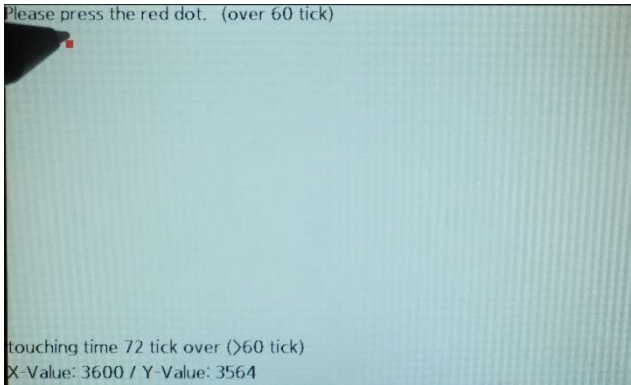 Please press the red dot. (over 60 tick)
touching time 72 tick over (>60 tick)
X-Value: 3600 / Y-Value: 3564